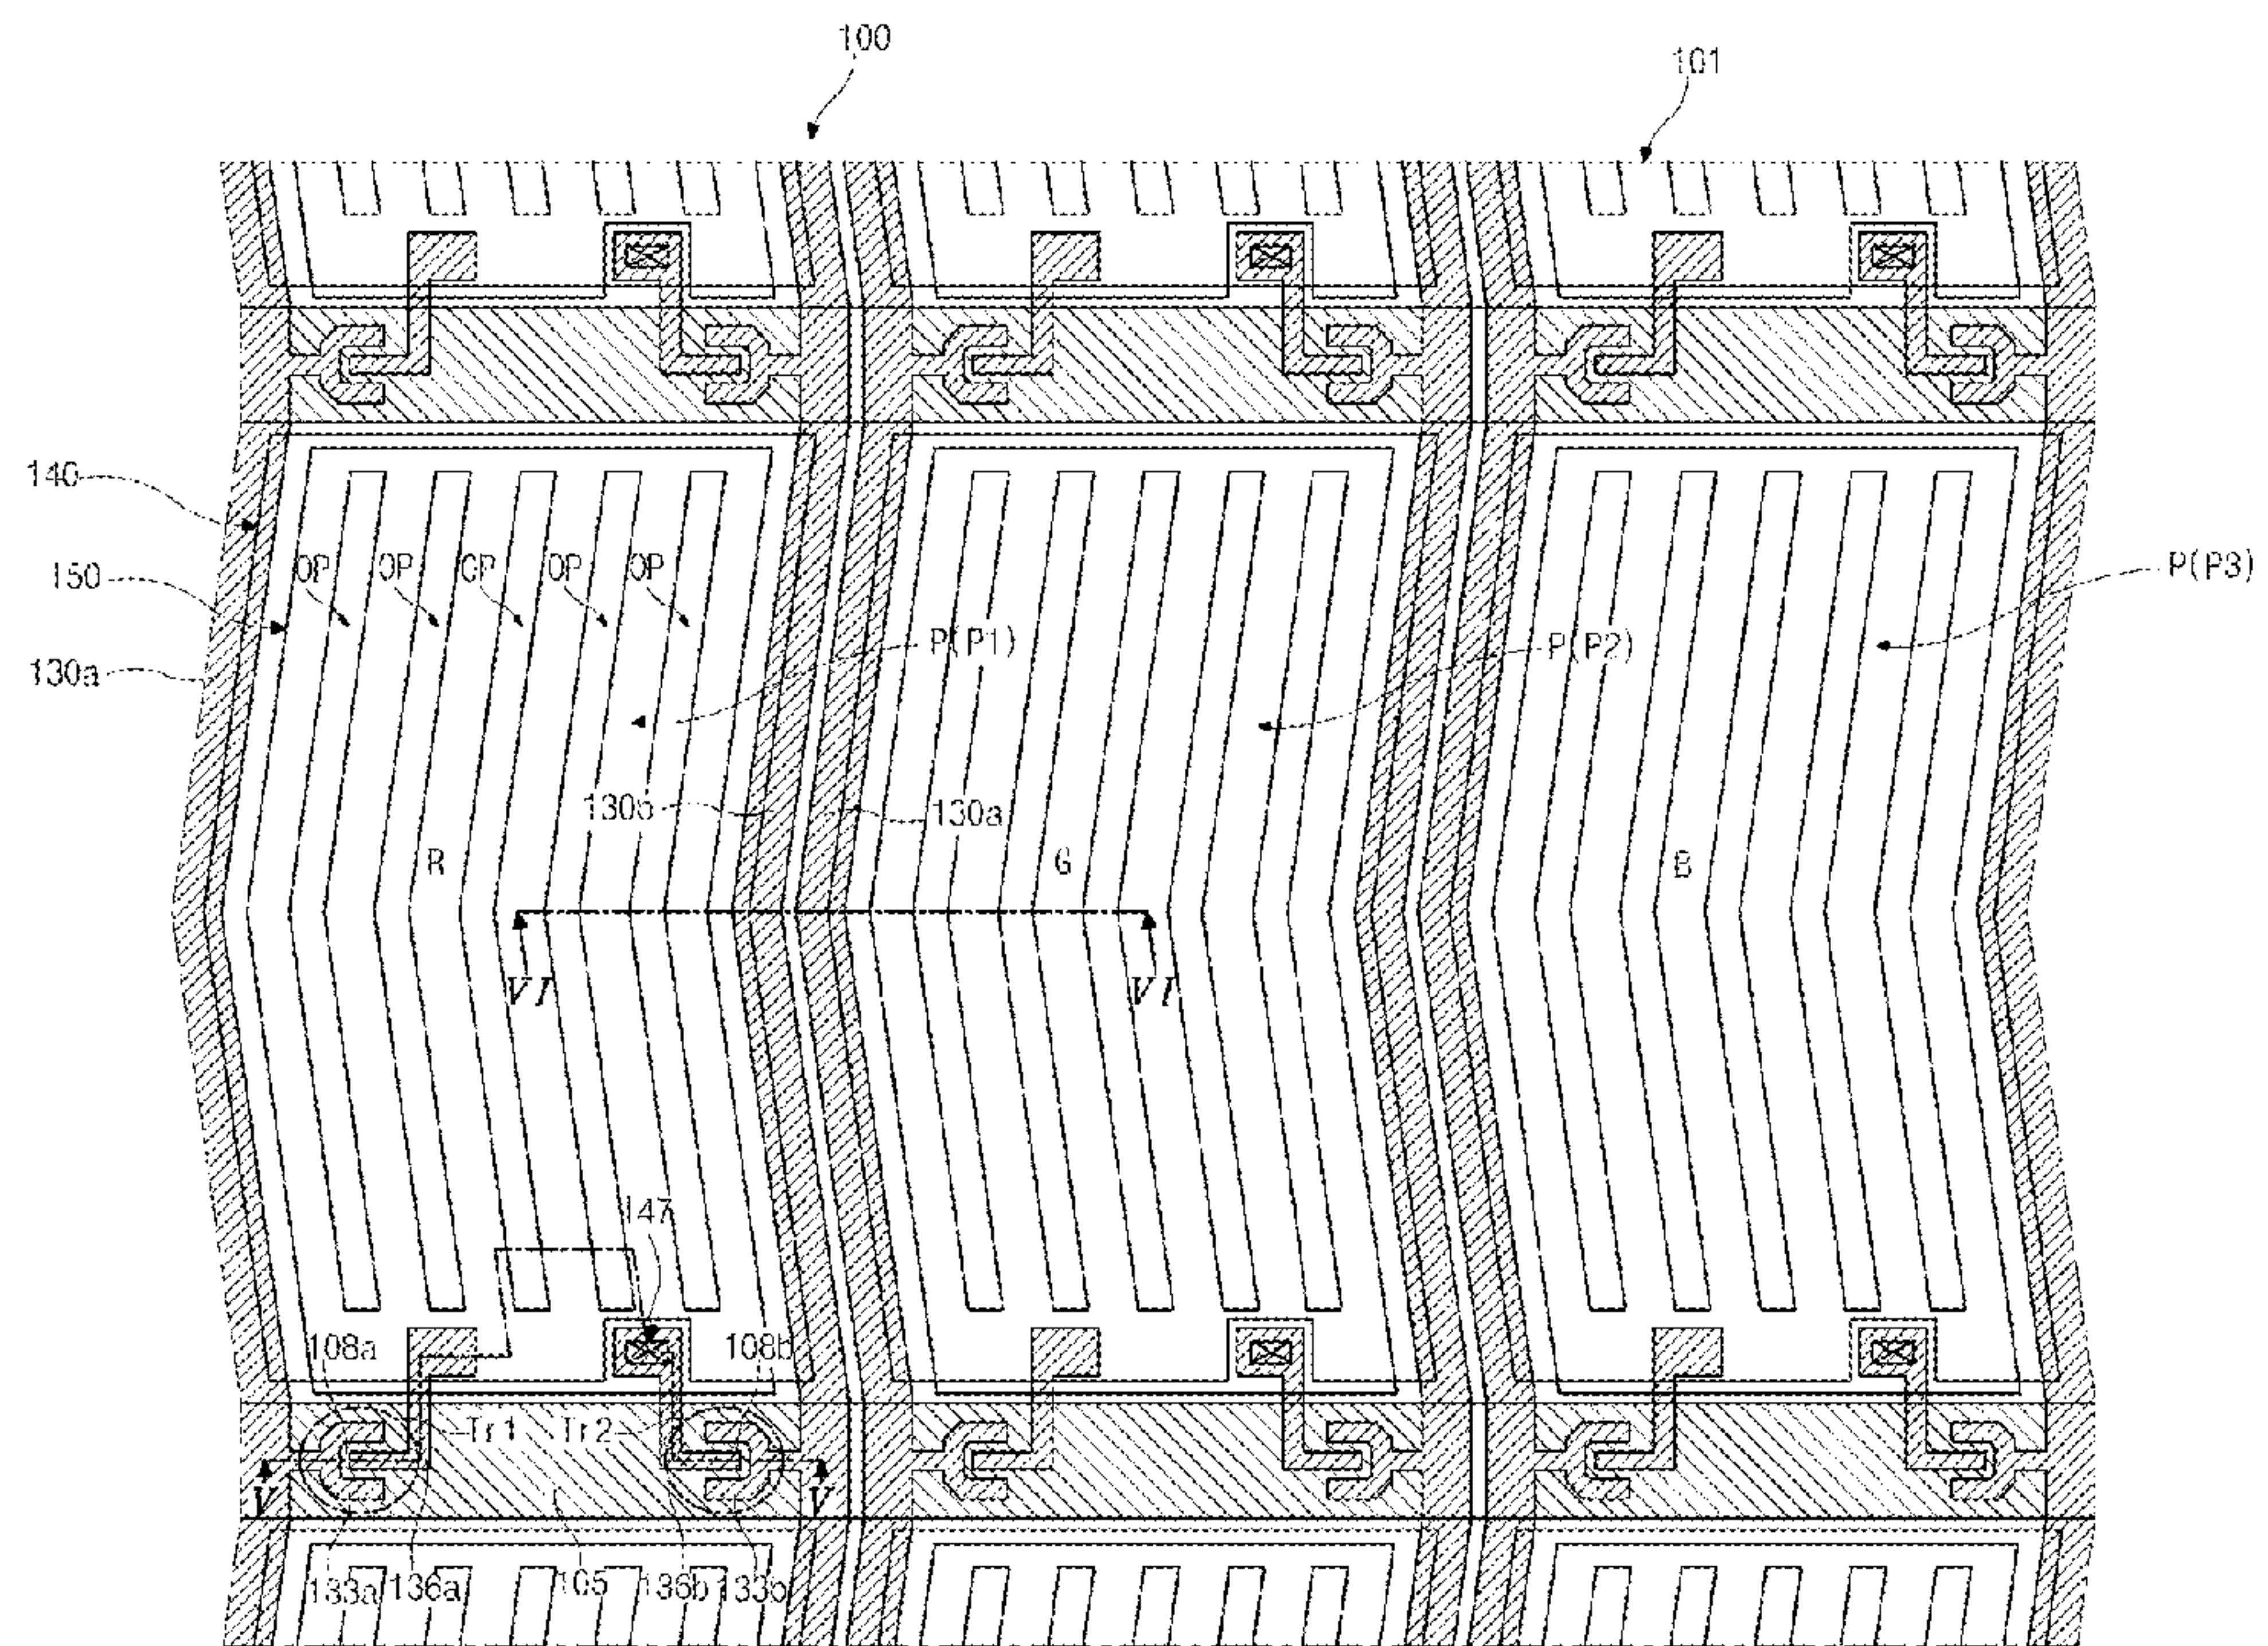 100
101
140
OP OP OP OP OP
150
P(P3)
P(P1)
P(P2)
130a
130b
130a
R
G
B
VI
VI
147
108a
108b
Tr1
Tr2
V
V
133a
136a
105
136b
133b